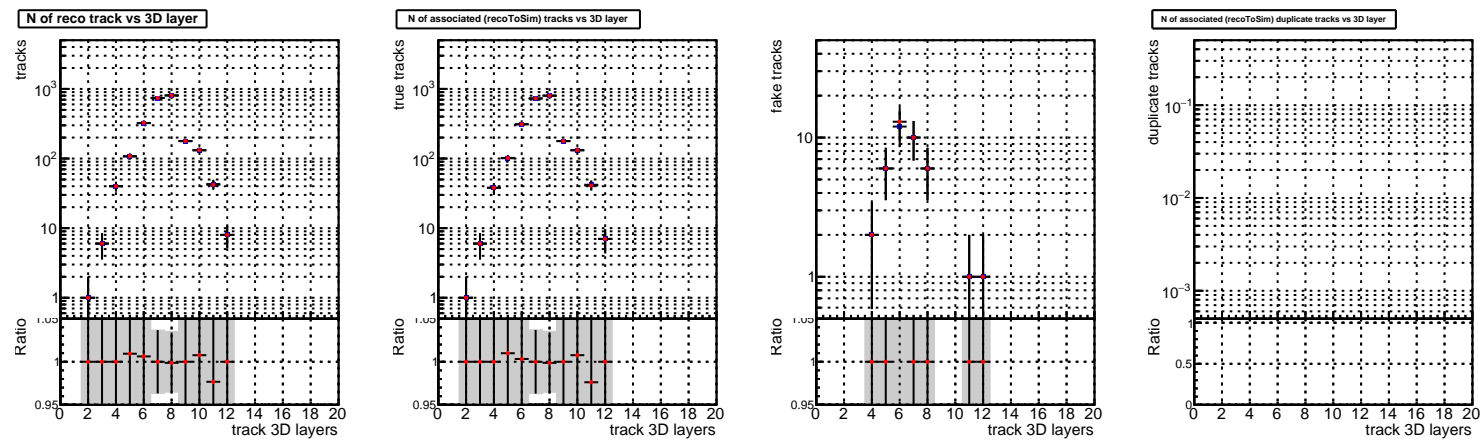 N of reco track vs 3D layer
tracks
10³
10²
10
1
Ratio
1.05
1
0.95
0 2 4 6 8 10 12 14 16 18 20
track 3D layers
N of associated (recoToSim) tracks vs 3D layer
true tracks
10³
10²
10
1
Ratio
1.05
1
0.95
0 2 4 6 8 10 12 14 16 18 20
track 3D layers
fake tracks
10
1
Ratio
1.05
1
0.95
0 2 4 6 8 10 12 14 16 18 20
track 3D layers
N of associated (recoToSim) duplicate tracks vs 3D layer
duplicate tracks
10⁻¹
10⁻²
10⁻³
Ratio
1
0.5
0
0 2 4 6 8 10 12 14 16 18 20
track 3D layers